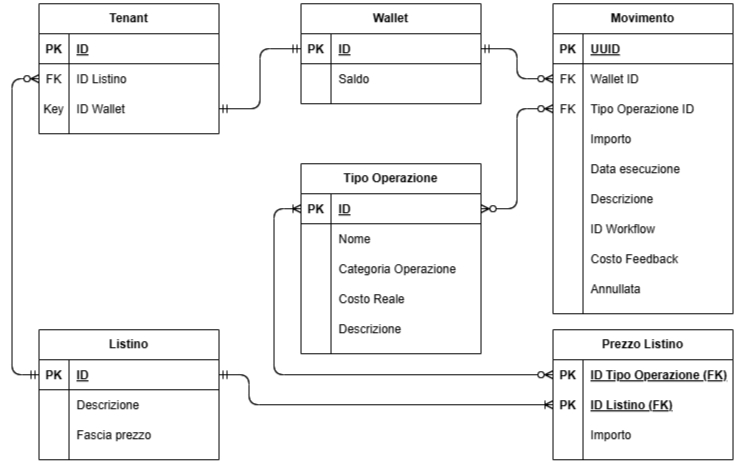 Tenant
PK ID
FK ID Listino
Key ID Wallet
Wallet
PK ID
Saldo
Movimento
PK UUID
FK Wallet ID
FK Tipo Operazione ID
Importo
Data esecuzione
Descrizione
ID Workflow
Costo Feedback
Annullata
Tipo Operazione
PK ID
Nome
Categoria Operazione
Costo Reale
Descrizione
Listino
PK ID
Descrizione
Fascia prezzo
Prezzo Listino
PK ID Tipo Operazione (FK)
PK ID Listino (FK)
Importo